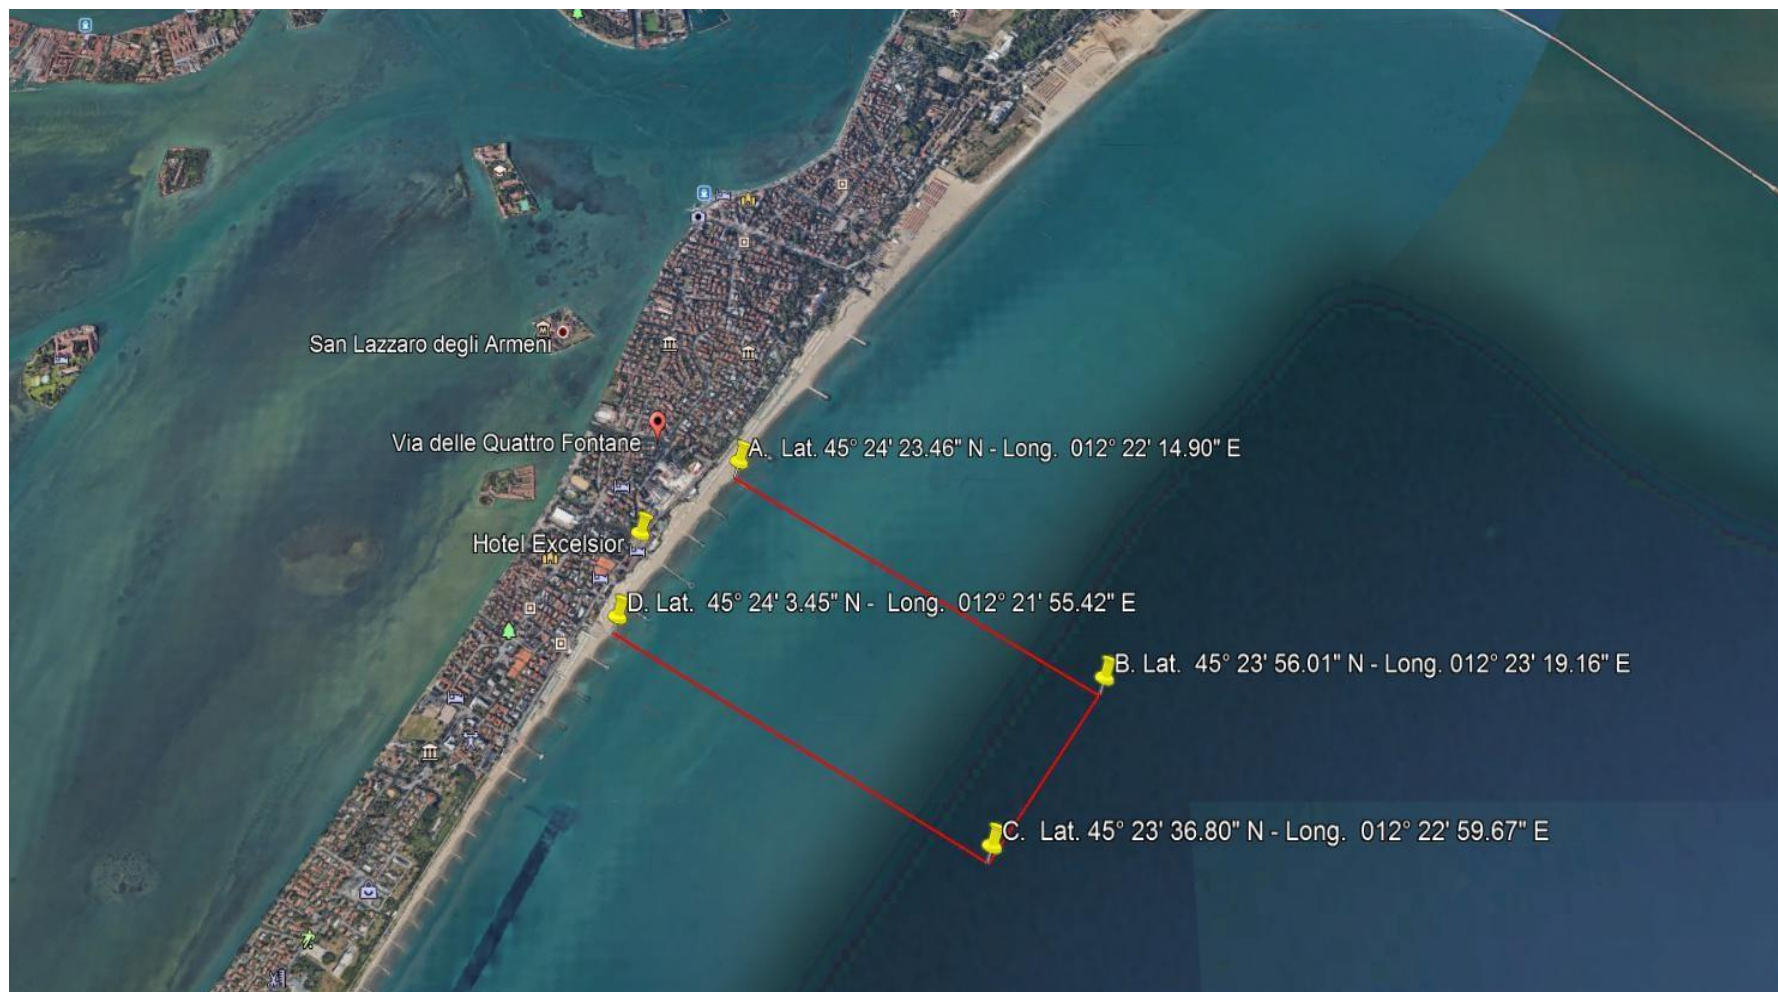 San Lazzaro degli Armeni
Via delle Quattro Fontane
A. Lat. 45° 24' 23.46" N - Long. 012° 22' 14.90" E
Hotel Excelsior
D. Lat. 45° 24' 3.45" N - Long. 012° 21' 55.42" E
B. Lat. 45° 23' 56.01" N - Long. 012° 23' 19.16" E
C. Lat. 45° 23' 36.80" N - Long. 012° 22' 59.67" E